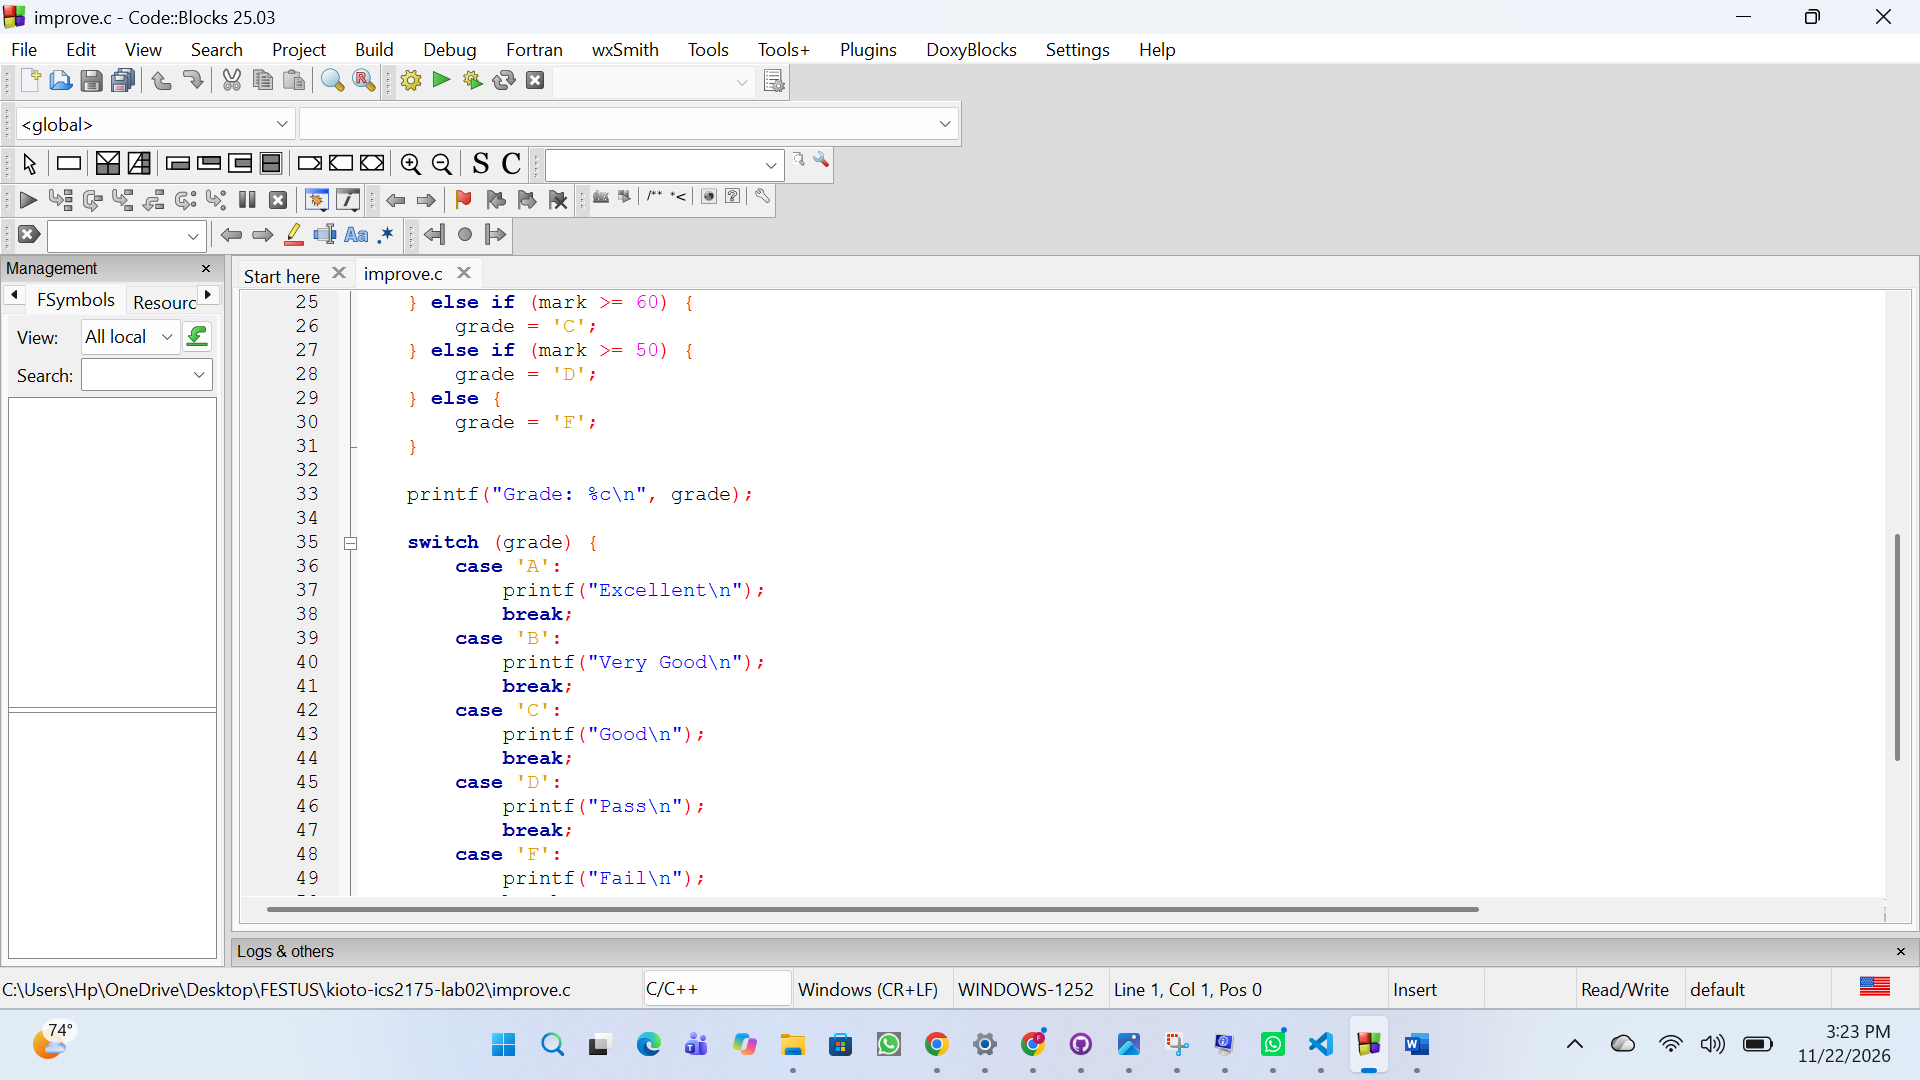 improve.c - Code::Blocks 25.03
File Edit View Search Project Build Debug Fortran wxSmith Tools Tools+ Plugins DoxyBlocks Settings Help
<global>
S C
/** *<
Aa .*
Management
Start here improve.c
FSymbols Resourc
View: All local
Search:
25 } else if (mark >= 60) {
26 grade = 'C';
27 } else if (mark >= 50) {
28 grade = 'D';
29 } else {
30 grade = 'F';
31 }
32
33 printf("Grade: %c\n", grade);
34
35 switch (grade) {
36 case 'A':
37 printf("Excellent\n");
38 break;
39 case 'B':
40 printf("Very Good\n");
41 break;
42 case 'C':
43 printf("Good\n");
44 break;
45 case 'D':
46 printf("Pass\n");
47 break;
48 case 'F':
49 printf("Fail\n");
Logs & others
C:\Users\Hp\OneDrive\Desktop\FESTUS\kioto-ics2175-lab02\improve.c C/C++ Windows (CR+LF) WINDOWS-1252 Line 1, Col 1, Pos 0 Insert Read/Write default
74°
3:23 PM
11/22/2026